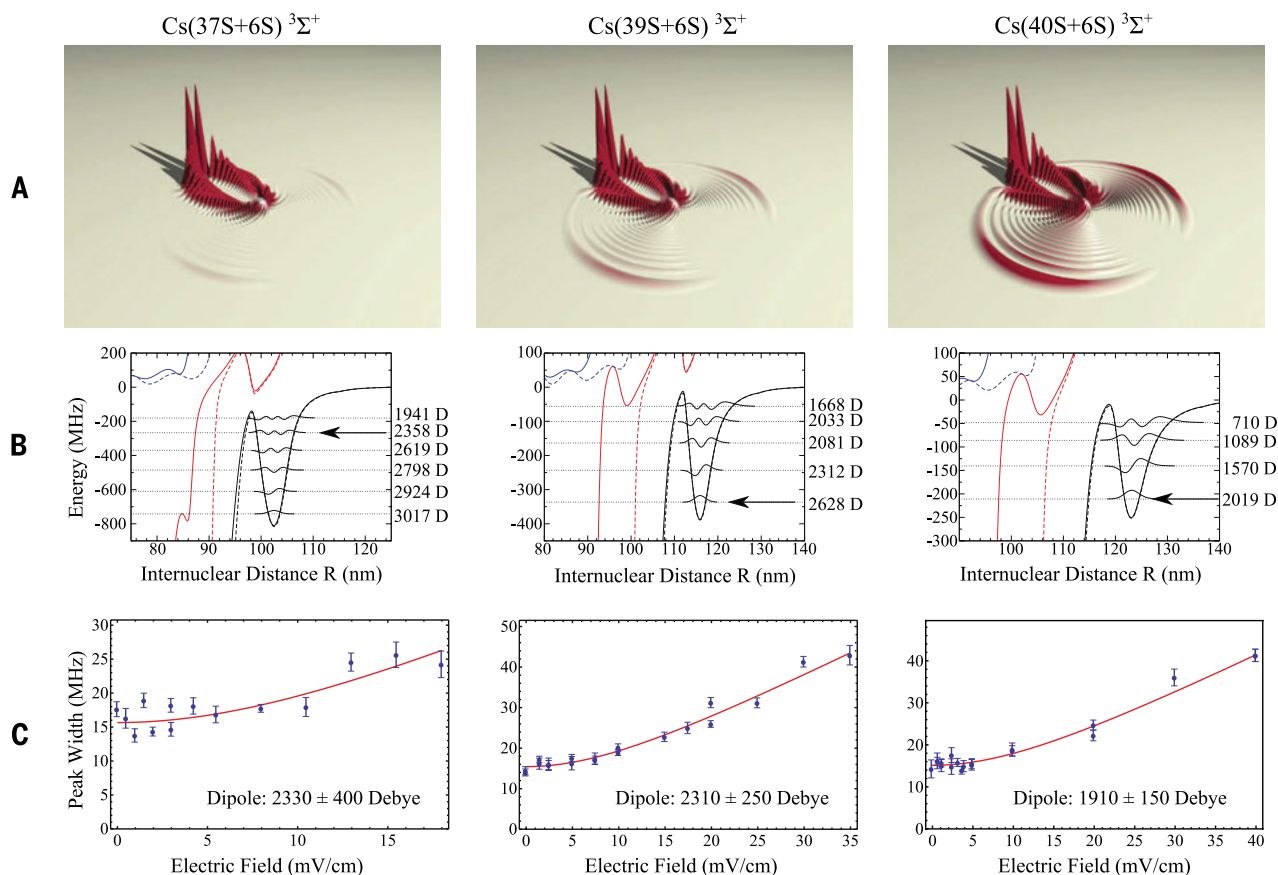 Cs(37S+6S) ³Σ⁺
Cs(39S+6S) ³Σ⁺
Cs(40S+6S) ³Σ⁺
A
B
Energy (MHz)
200
0
-200
-400
-600
-800
80 90 100 110 120
Internuclear Distance R (nm)
1941 D
2358 D
2619 D
2798 D
2924 D
3017 D
100
0
-100
-200
-300
-400
80 90 100 110 120 130 140
Internuclear Distance R (nm)
1668 D
2033 D
2081 D
2312 D
2628 D
100
50
0
-50
-100
-150
-200
-250
-300
100 110 120 130 140
Internuclear Distance R (nm)
710 D
1089 D
1570 D
2019 D
C
Peak Width (MHz)
30
25
20
15
10
5
0
0 5 10 15
Electric Field (mV/cm)
Dipole: 2330 ± 400 Debye
50
40
30
20
10
0
0 5 10 15 20 25 30 35
Electric Field (mV/cm)
Dipole: 2310 ± 250 Debye
40
30
20
10
0
0 5 10 15 20 25 30 35 40
Electric Field (mV/cm)
Dipole: 1910 ± 150 Debye